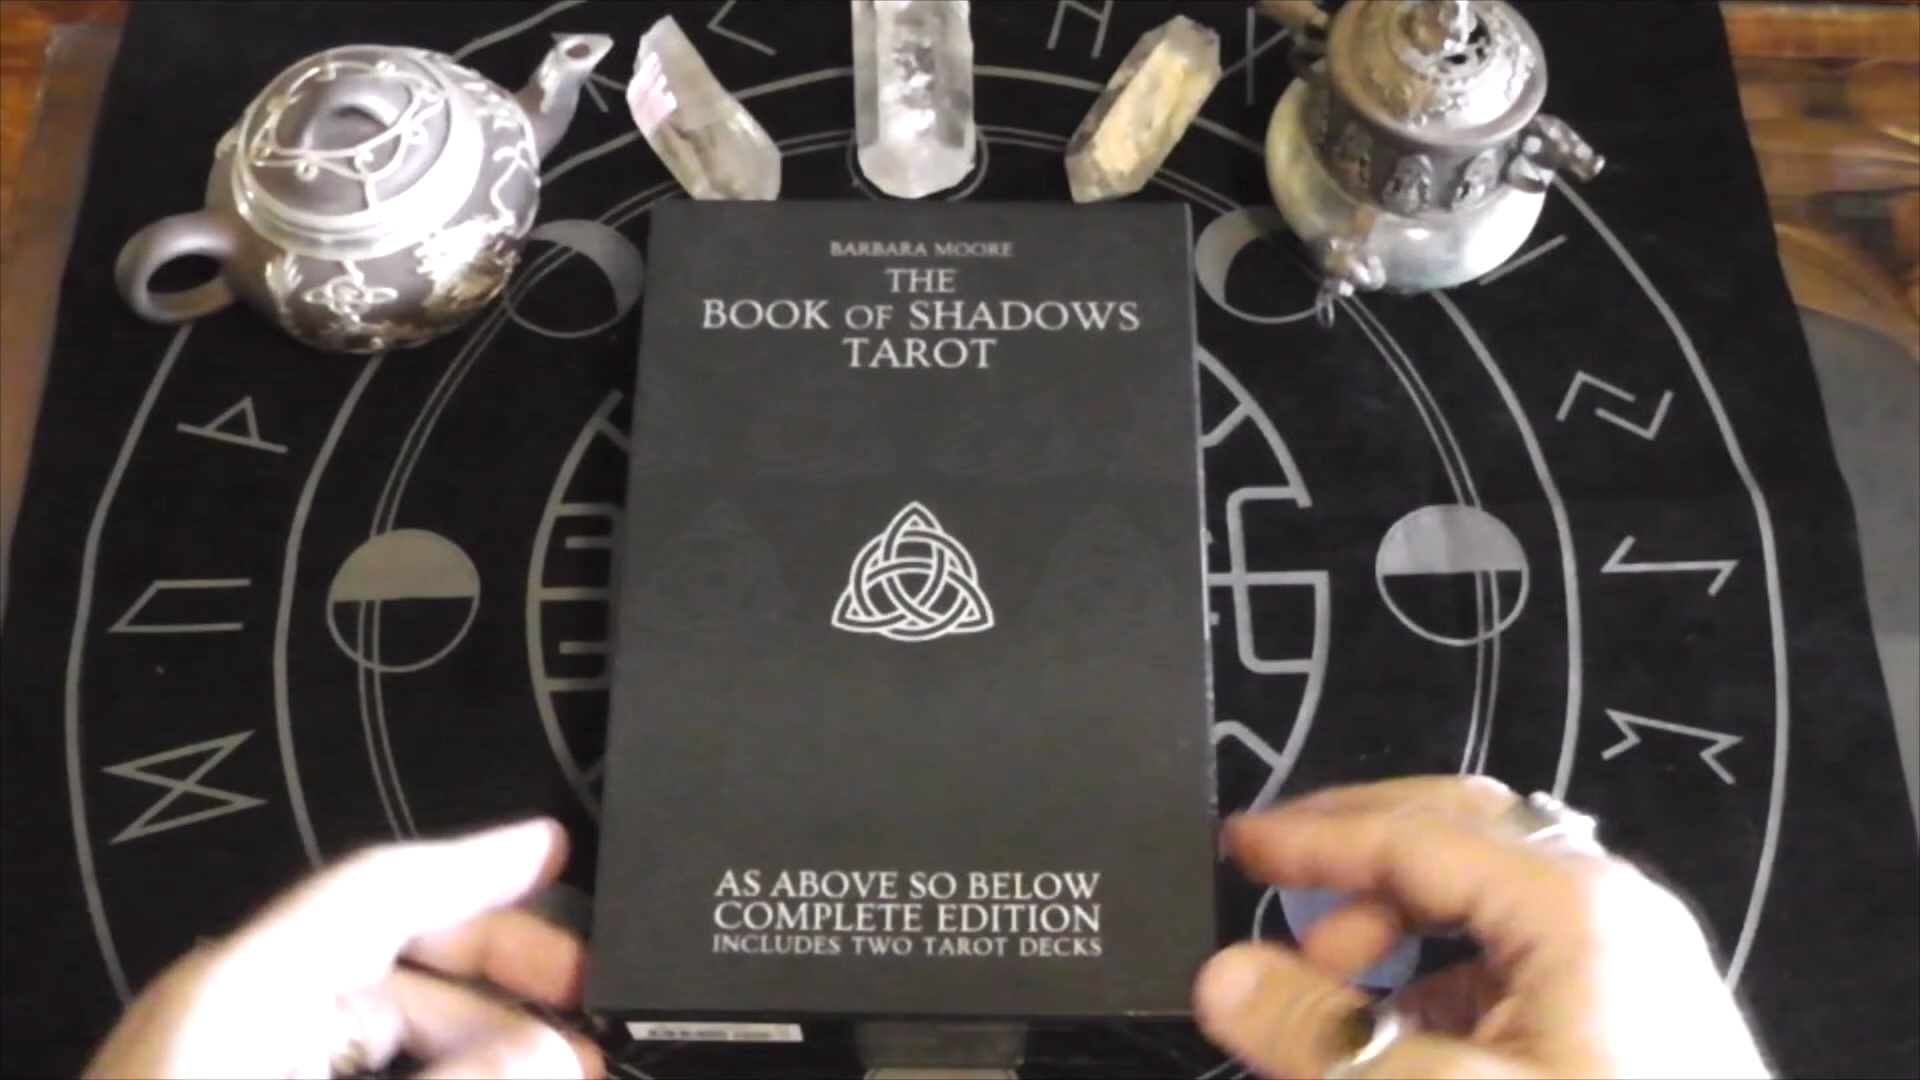 BARBARA MOORE
THE
BOOK OF SHADOWS
TAROT
AS ABOVE SO BELOW
COMPLETE EDITION
INCLUDES TWO TAROT DECKS